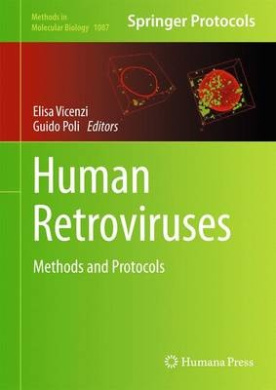 Methods in
Molecular Biology 1087
Springer Protocols
Elisa Vicenzi
Guido Poli Editors
Human
Retroviruses
Methods and Protocols
Humana Press